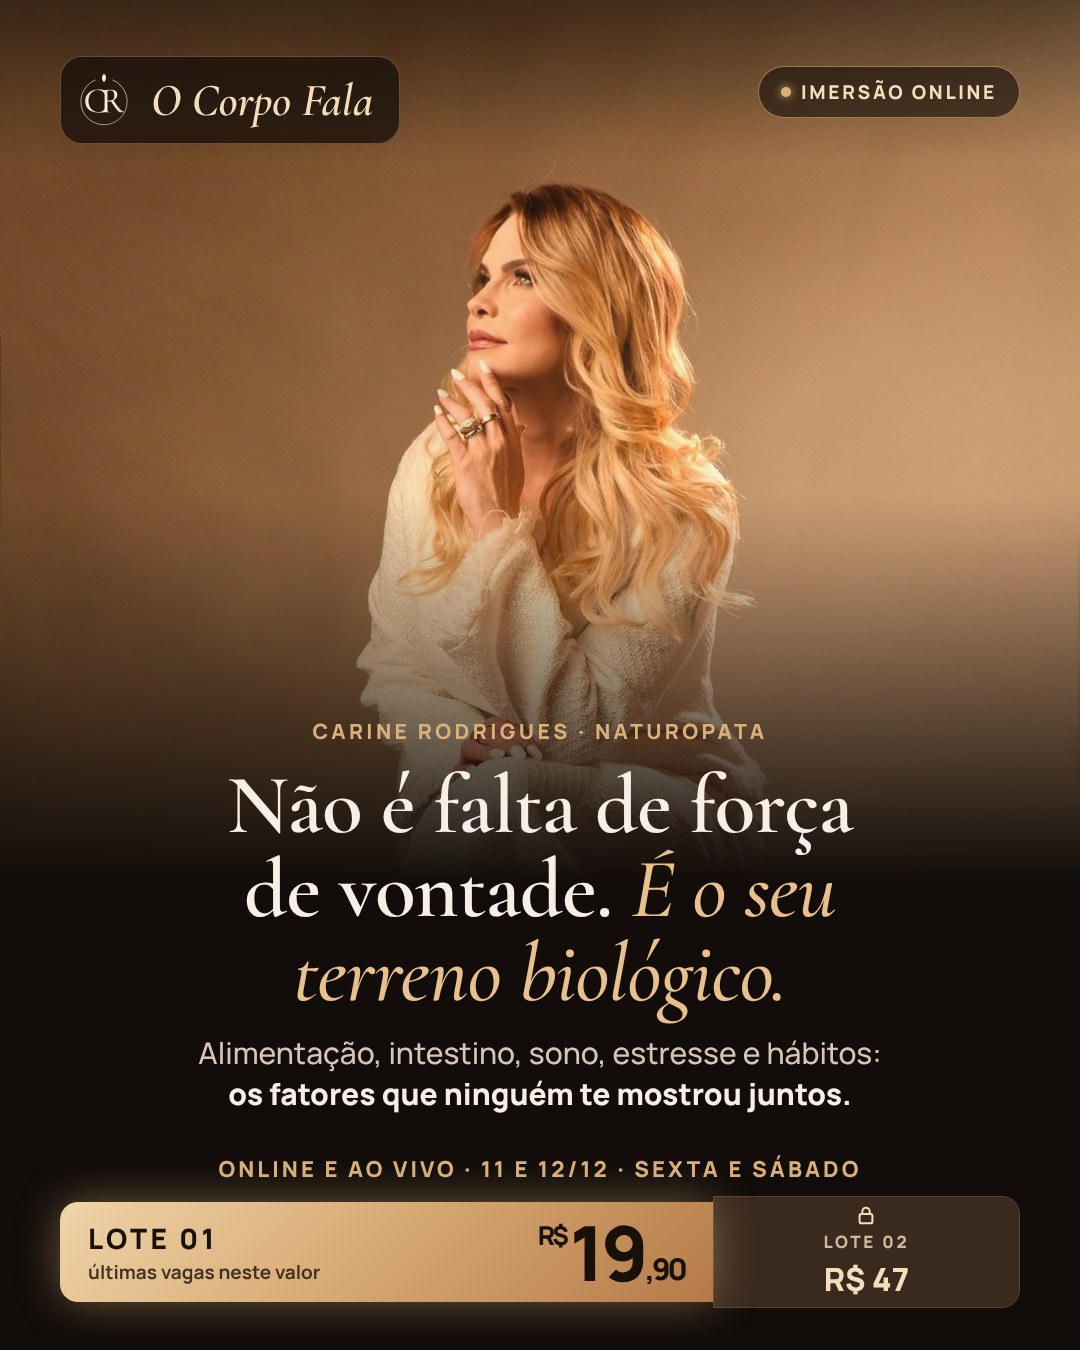 CR O Corpo Fala
IMERSÃO ONLINE
CARINE RODRIGUES · NATUROPATA
Não é falta de força
de vontade. É o seu
terreno biológico.
Alimentação, intestino, sono, estresse e hábitos:
os fatores que ninguém te mostrou juntos.
ONLINE E AO VIVO · 11 E 12/12 · SEXTA E SÁBADO
LOTE 01
últimas vagas neste valor
R$19,90
LOTE 02
R$ 47